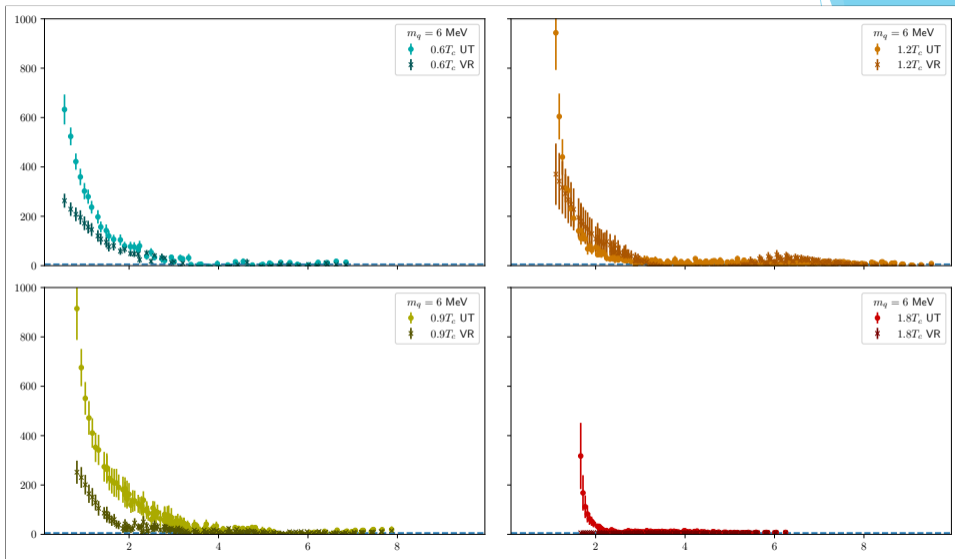 1000
800
600
400
200
0
$m_q = 6$ MeV
$0.6T_c$ UT
$0.6T_c$ VR
$m_q = 6$ MeV
$1.2T_c$ UT
$1.2T_c$ VR
1000
800
600
400
200
0
2
4
6
8
$m_q = 6$ MeV
$0.9T_c$ UT
$0.9T_c$ VR
2
4
6
8
$m_q = 6$ MeV
$1.8T_c$ UT
$1.8T_c$ VR